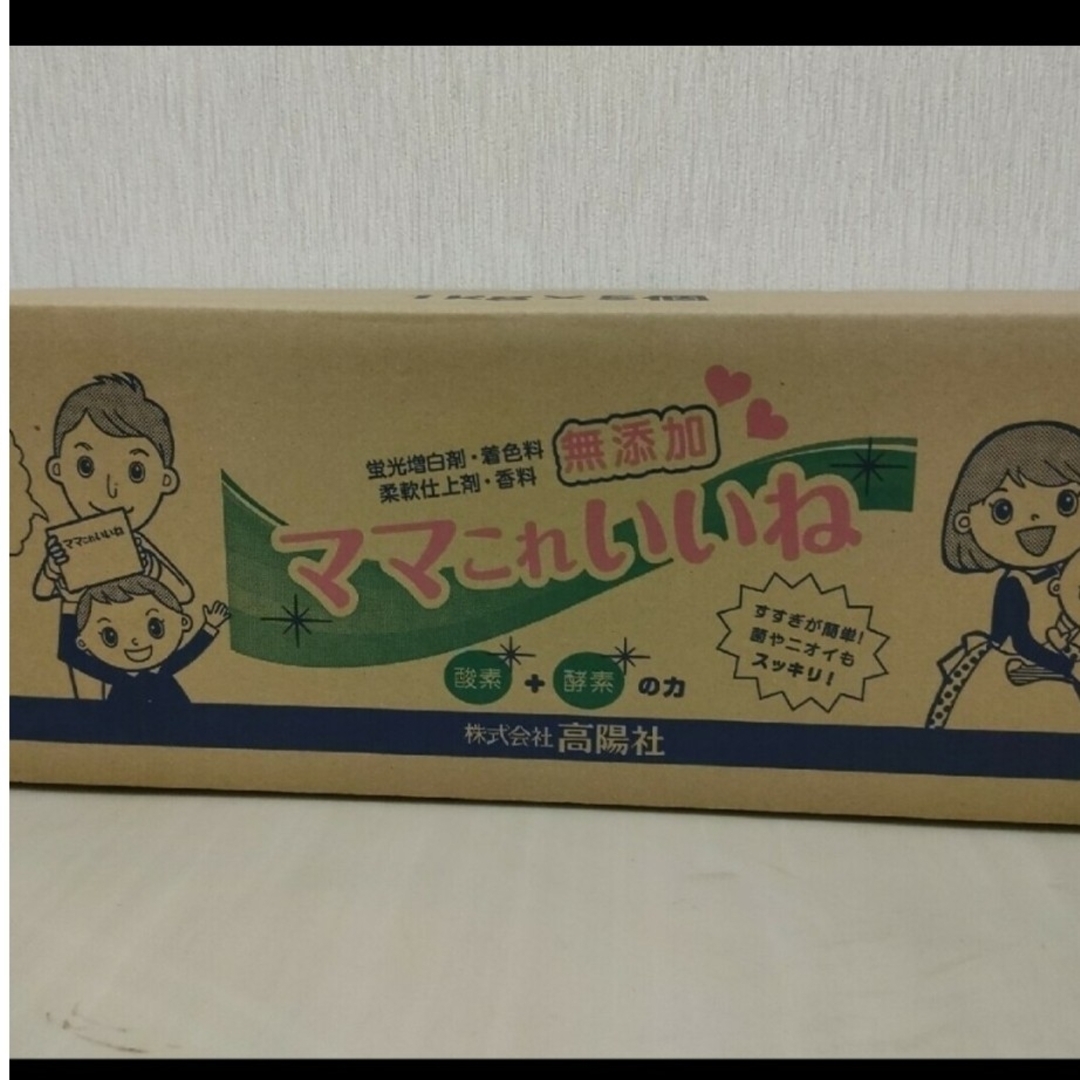 蛍光増白剤・着色料
柔軟仕上剤・香料
無添加
ママこれいいね
ママこれいいね
すすぎが簡単!
菌やニオイも
スッキリ!
酸素 + 酵素 の力
株式会社 高陽社